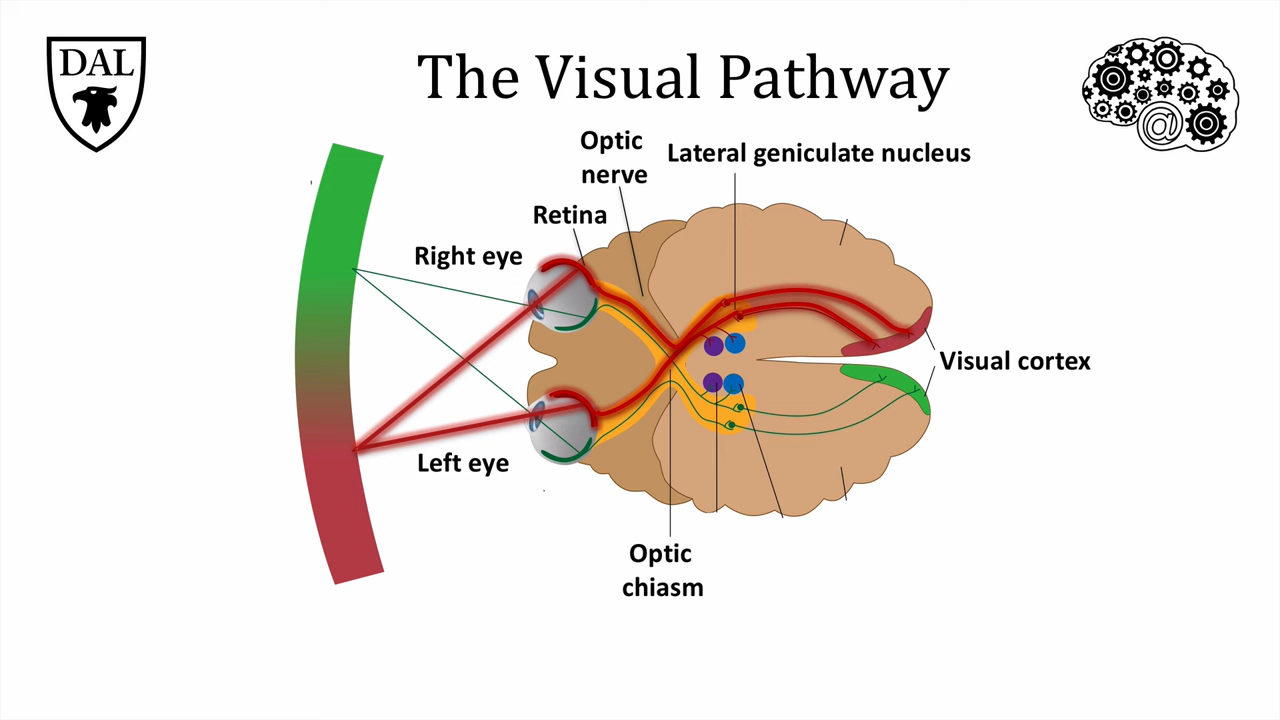 DAL
The Visual Pathway
@
Optic
nerve
Lateral geniculate nucleus
Retina
Right eye
Visual cortex
Left eye
Optic
chiasm